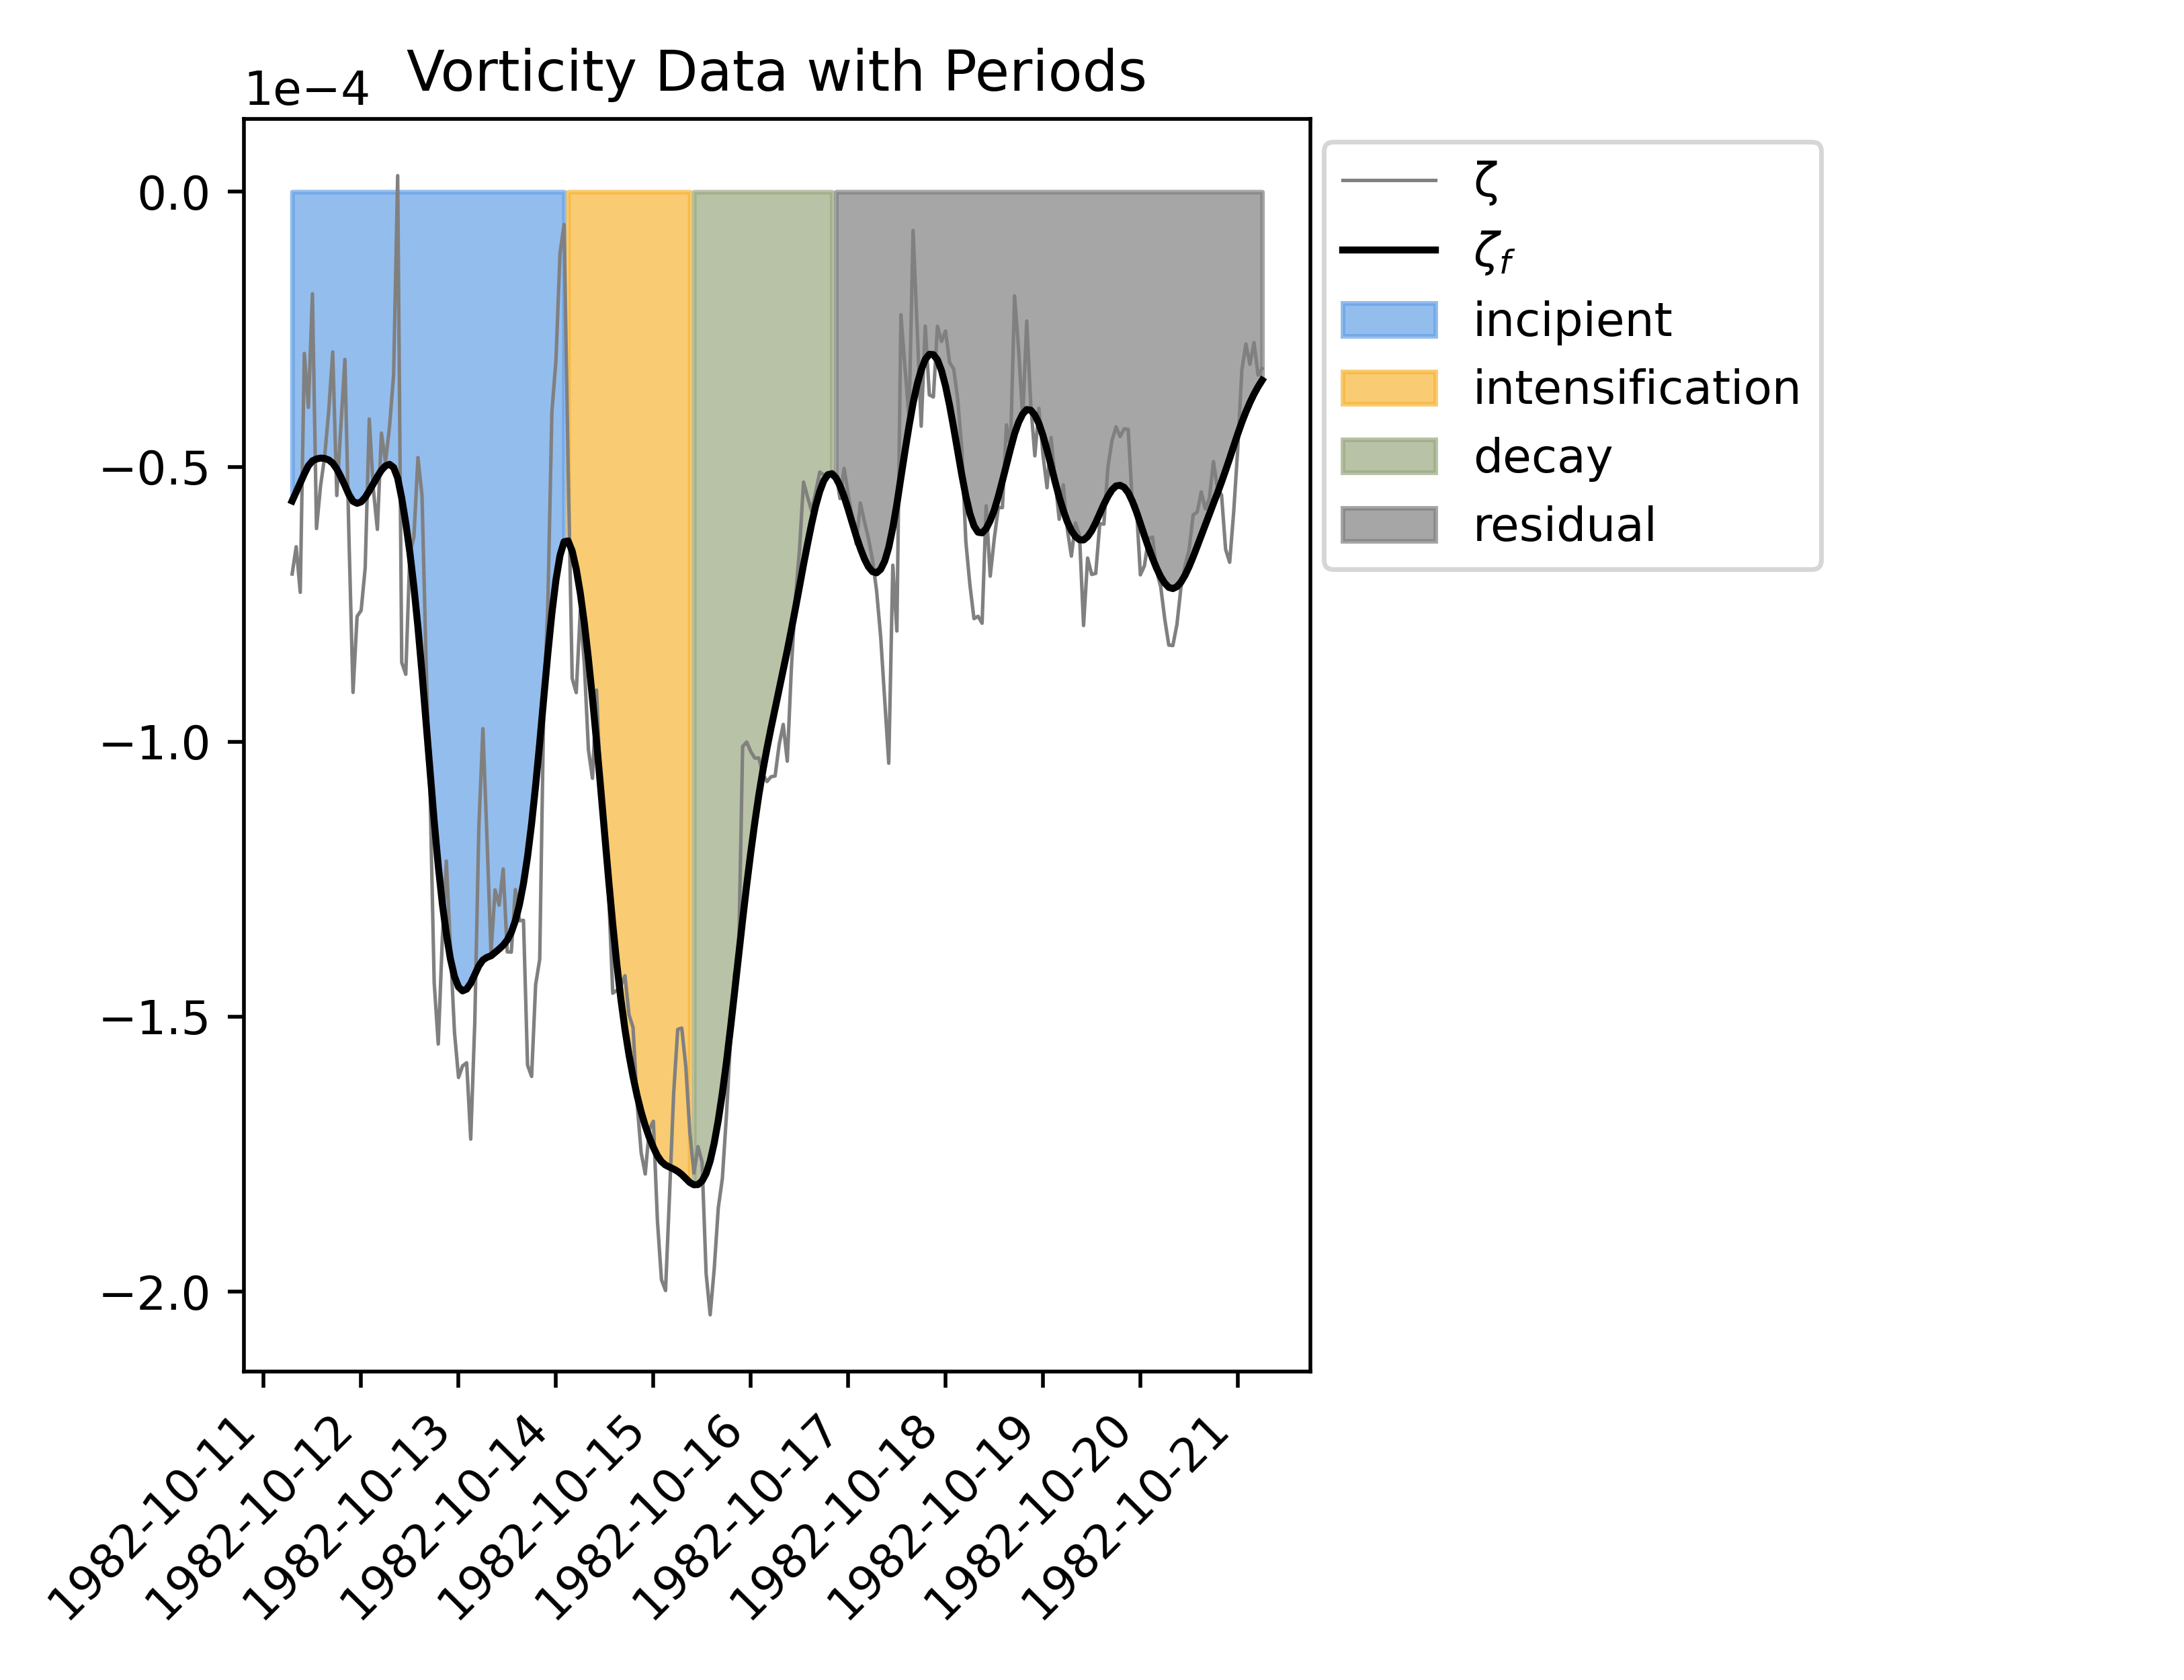 Vorticity Data with Periods
1e−4
0.0
−0.5
−1.0
−1.5
−2.0
1982-10-11
1982-10-12
1982-10-13
1982-10-14
1982-10-15
1982-10-16
1982-10-17
1982-10-18
1982-10-19
1982-10-20
1982-10-21
ζ
ζf
incipient
intensification
decay
residual